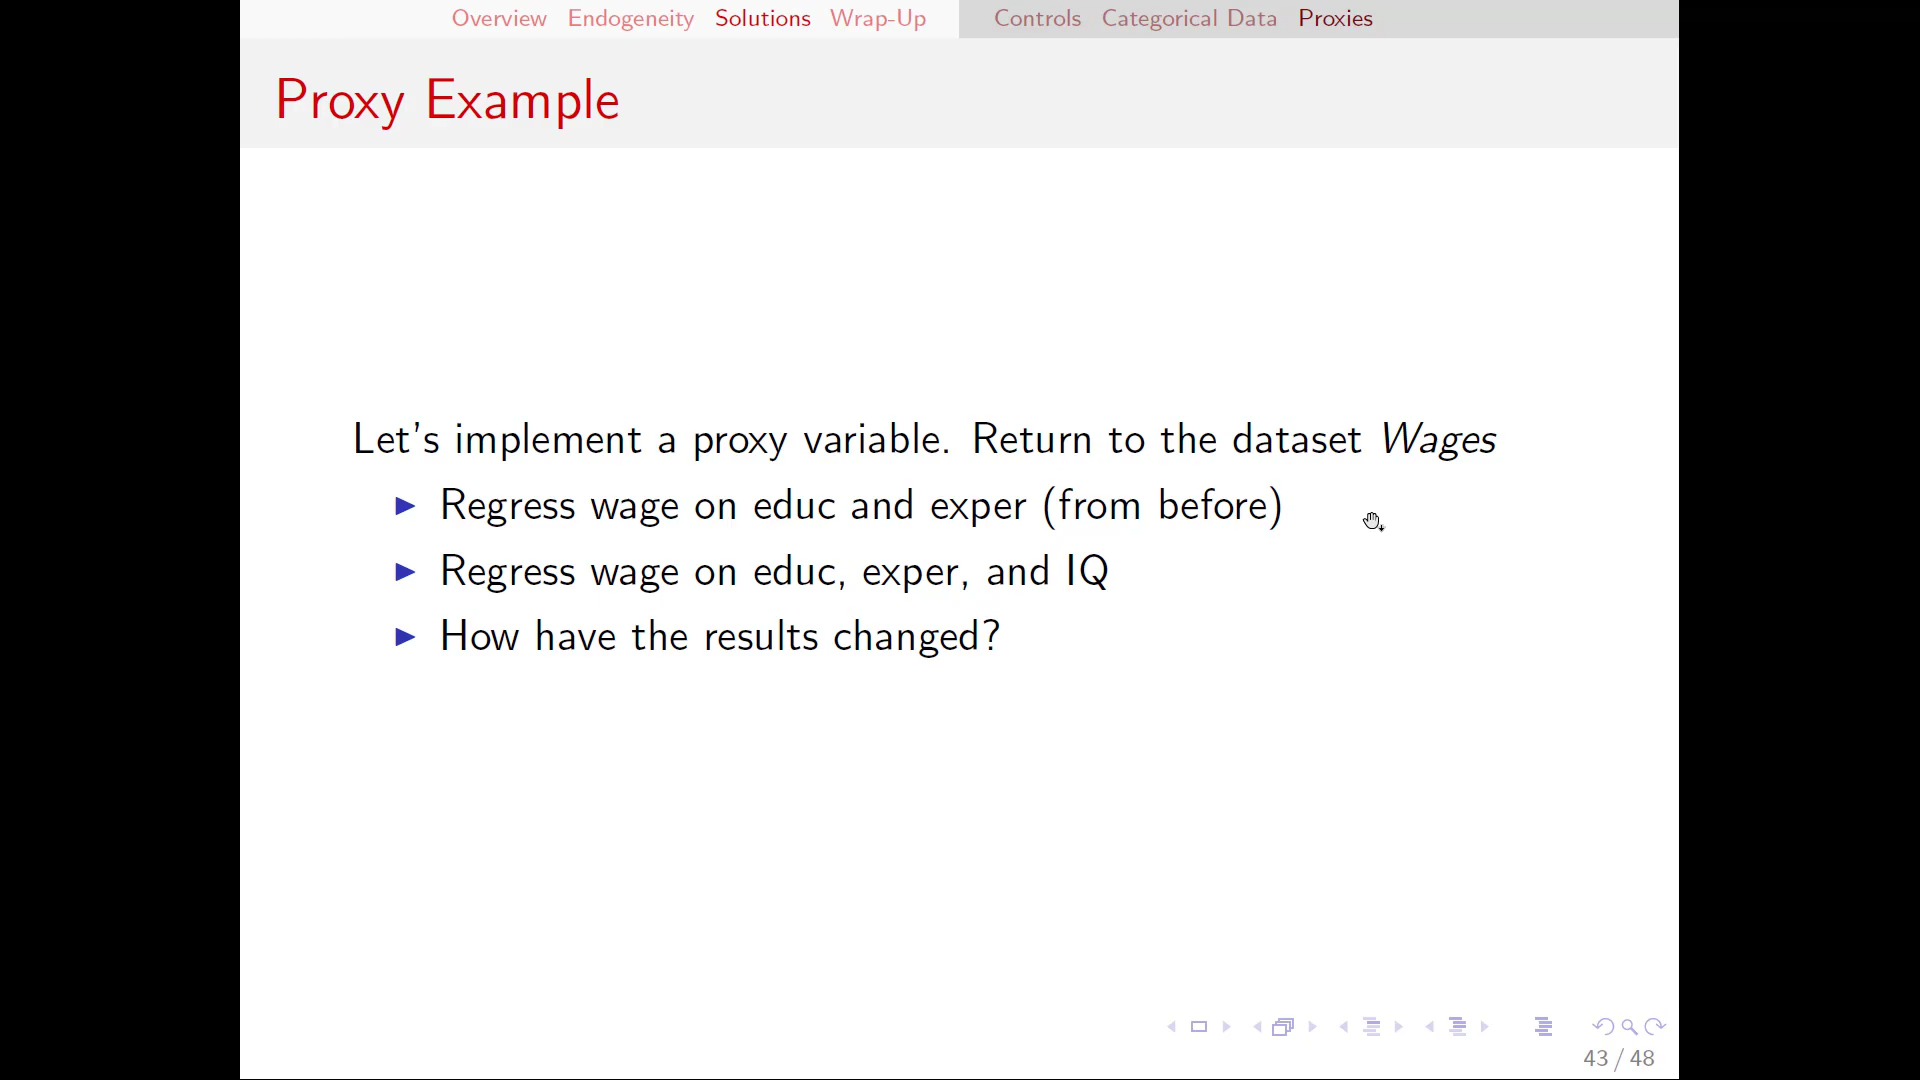 Overview Endogeneity Solutions Wrap-Up Controls Categorical Data Proxies
Proxy Example
Let's implement a proxy variable. Return to the dataset Wages
Regress wage on educ and exper (from before)
Regress wage on educ, exper, and IQ
How have the results changed?
43 / 48